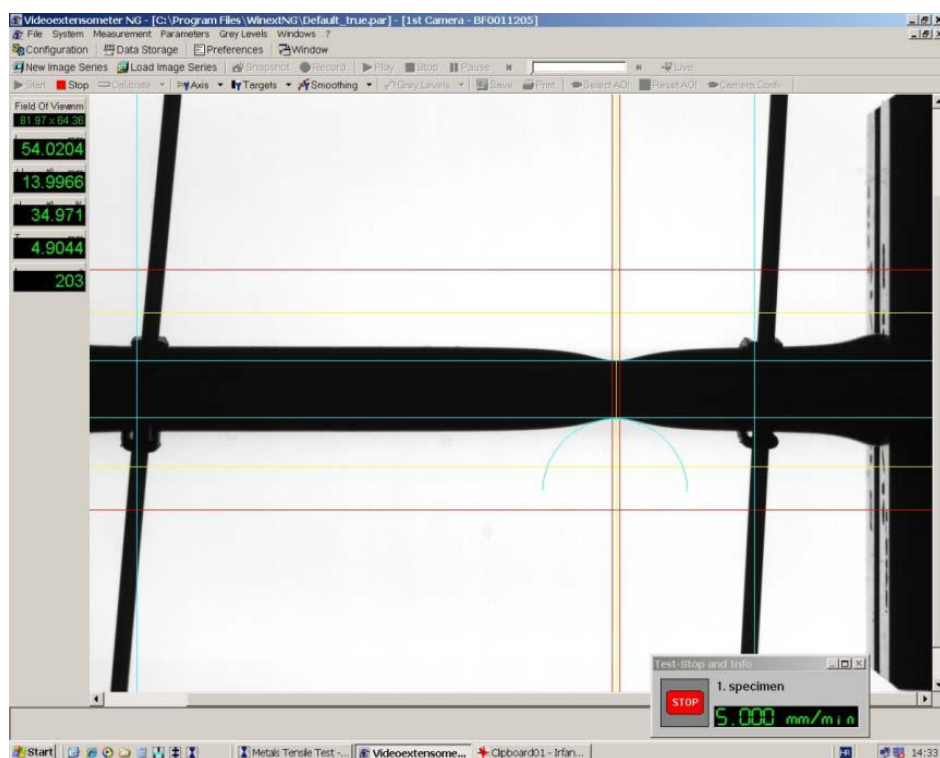 Videoextensometer NG - [C:\Program Files\WinextNG\Default_true.par] - [1st Camera - BF0011205]
File System Measurement Parameters Grey Levels Windows ?
Configuration Data Storage Preferences Window
New Image Series Load Image Series Snapshot Record Play Stop Pause Live
Start Stop Calibrate Axis Targets Smoothing Grey Levels Save Print Select AOI Reset AOI Camera Config
Field Of View mm
81.97 x 64.36
54.0204
13.9966
34.971
4.9044
203
Test-Stop and Info
1. specimen
STOP
5.000 mm/min
Start Metals Tensile Test -... Videoextensome... Clipboard01 - Irfan... HR 14:33